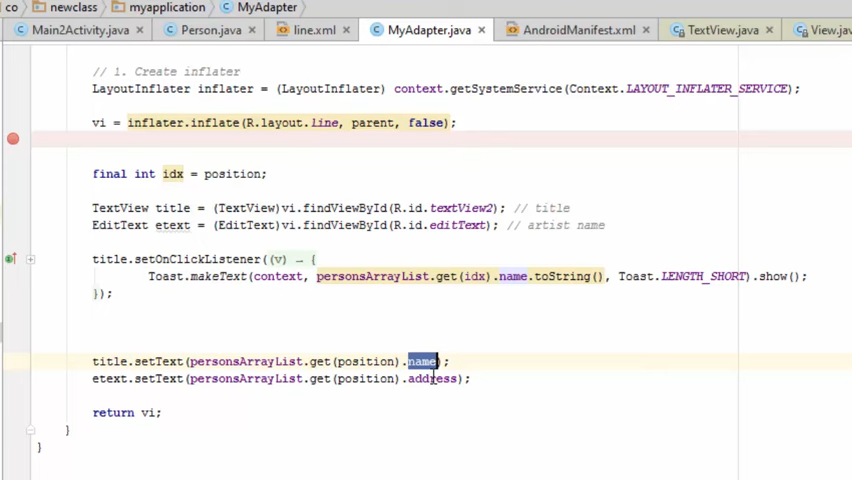 co newclass myapplication MyAdapter
Main2Activity.java Person.java line.xml MyAdapter.java AndroidManifest.xml TextView.java View.jav
// 1. Create inflater
LayoutInflater inflater = (LayoutInflater) context.getSystemService(Context.LAYOUT_INFLATER_SERVICE);
vi = inflater.inflate(R.layout.line, parent, false);
final int idx = position;
TextView title = (TextView)vi.findViewById(R.id.textView2); // title
EditText etext = (EditText)vi.findViewById(R.id.editText); // artist name
title.setOnClickListener((v) → {
Toast.makeText(context, personsArrayList.get(idx).name.toString(), Toast.LENGTH_SHORT).show();
});
title.setText(personsArrayList.get(position).name);
etext.setText(personsArrayList.get(position).address);
return vi;
}
}